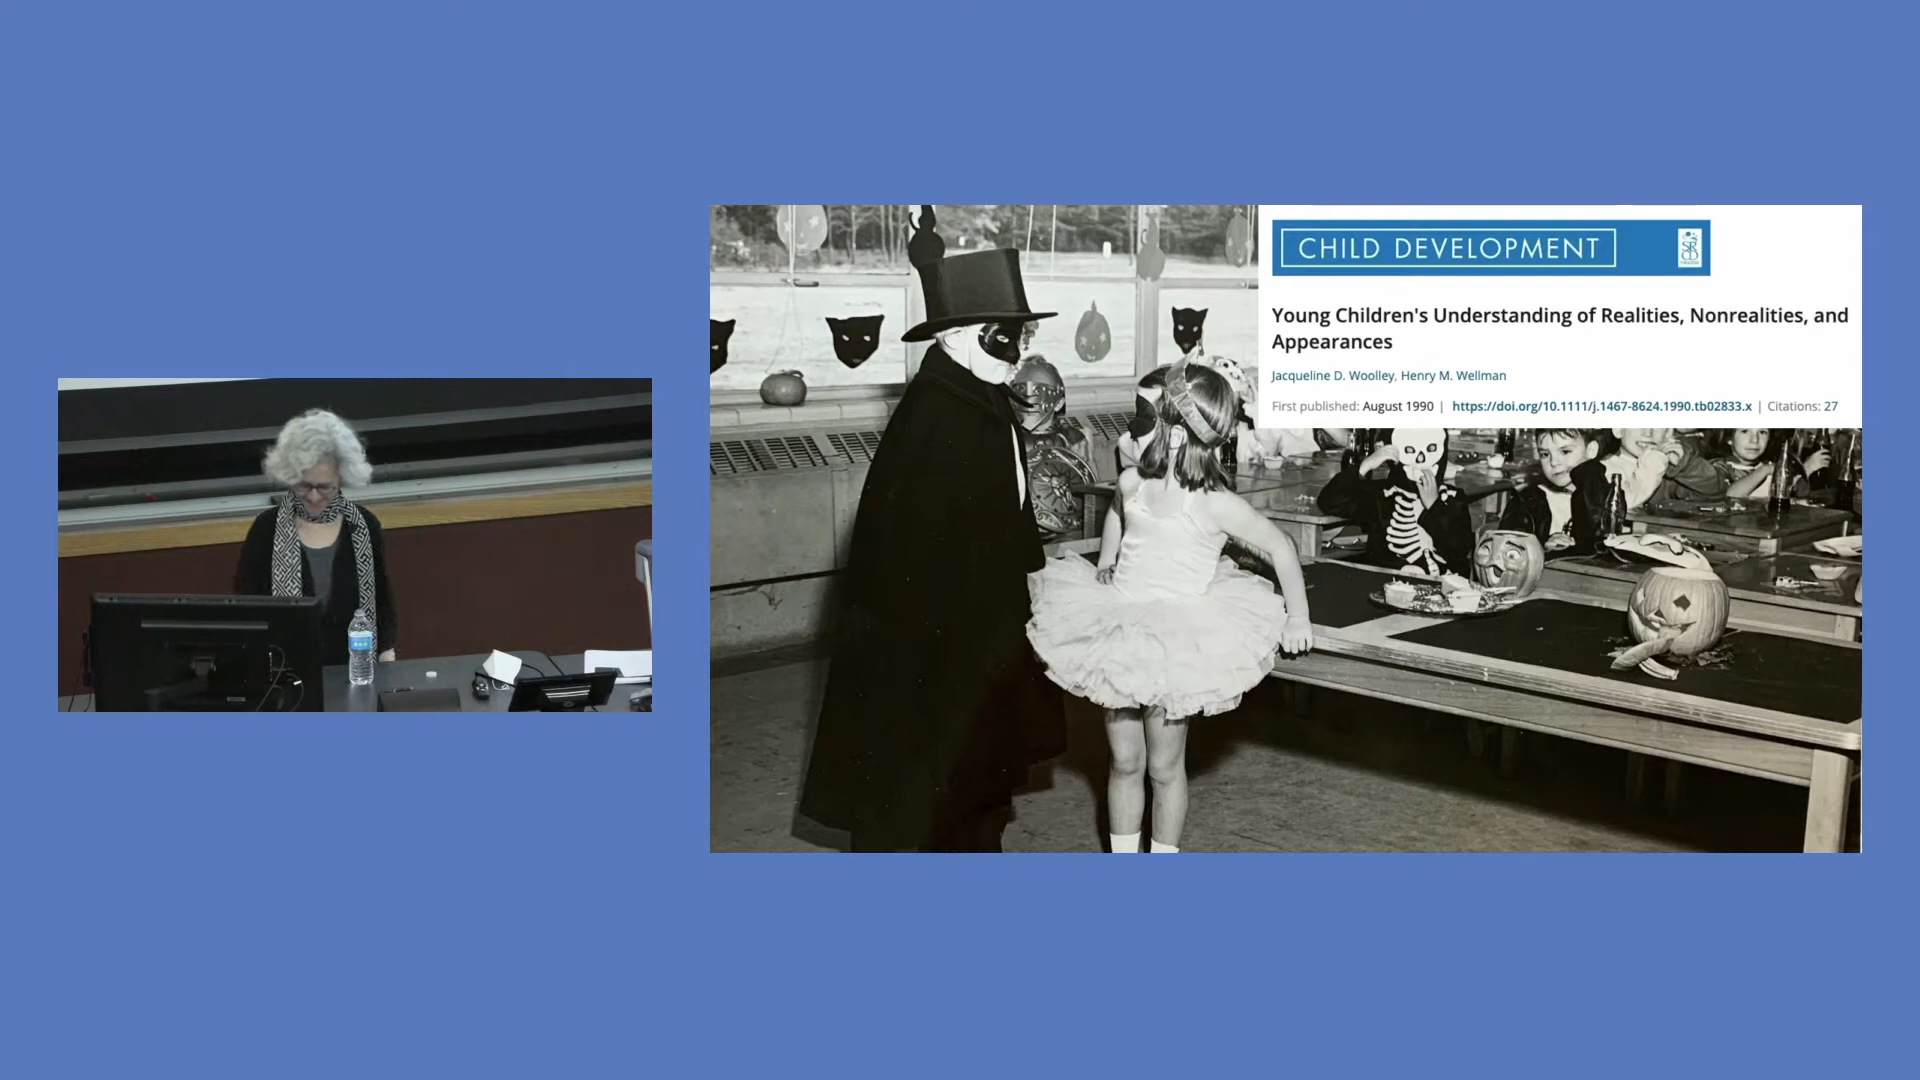 CHILD DEVELOPMENT
Young Children's Understanding of Realities, Nonrealities, and
Appearances
Jacqueline D. Woolley, Henry M. Wellman
First published: August 1990 | https://doi.org/10.1111/j.1467-8624.1990.tb02833.x | Citations: 27